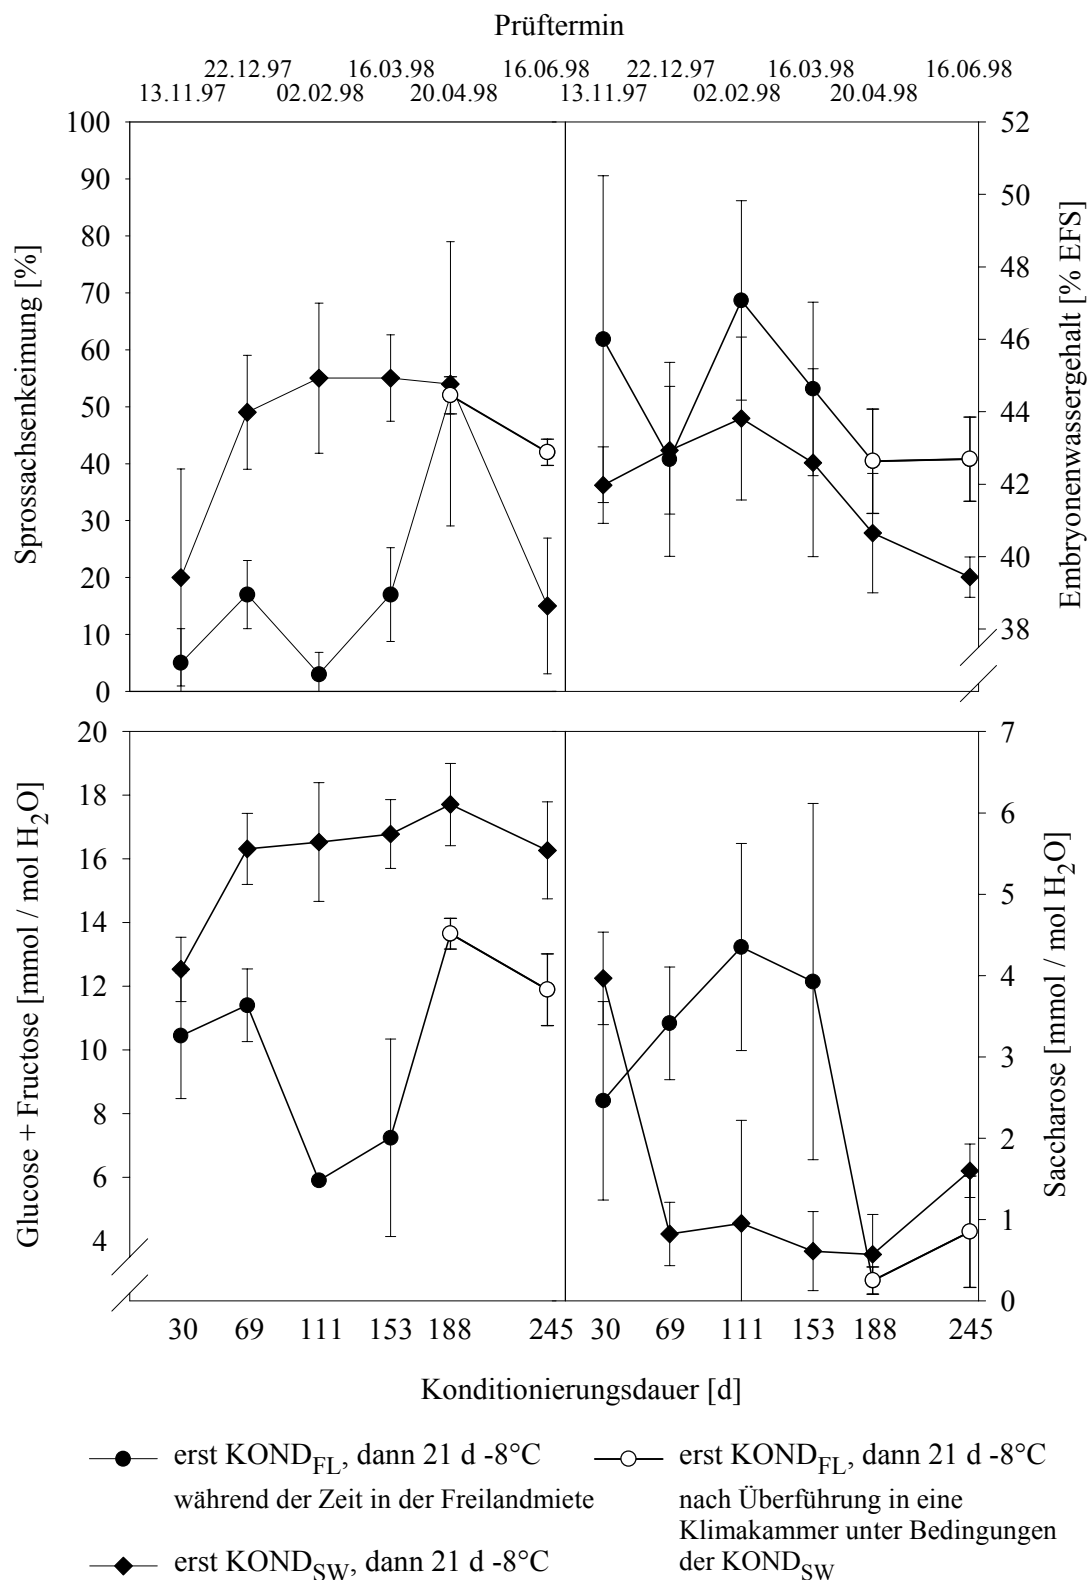 Prüftermin
22.12.97 16.03.98 16.06.98 22.12.97 16.03.98 16.06.98
13.11.97 02.02.98 20.04.98 13.11.97 02.02.98 20.04.98
Sprossachsenkeimung [%]
100
90
80
70
60
50
40
30
20
10
0
52
50
48
46
44
42
40
38
Embryonenwassergehalt [% EFS]
Glucose + Fructose [mmol / mol H2O]
20
18
16
14
12
10
8
6
4
7
6
5
4
3
2
1
0
Saccharose [mmol / mol H2O]
30 69 111 153 188 245 30 69 111 153 188 245
Konditionierungsdauer [d]
erst KONDFL, dann 21 d -8°C
während der Zeit in der Freilandmiete
erst KONDSW, dann 21 d -8°C
erst KONDFL, dann 21 d -8°C
nach Überführung in eine
Klimakammer unter Bedingungen
der KONDSW